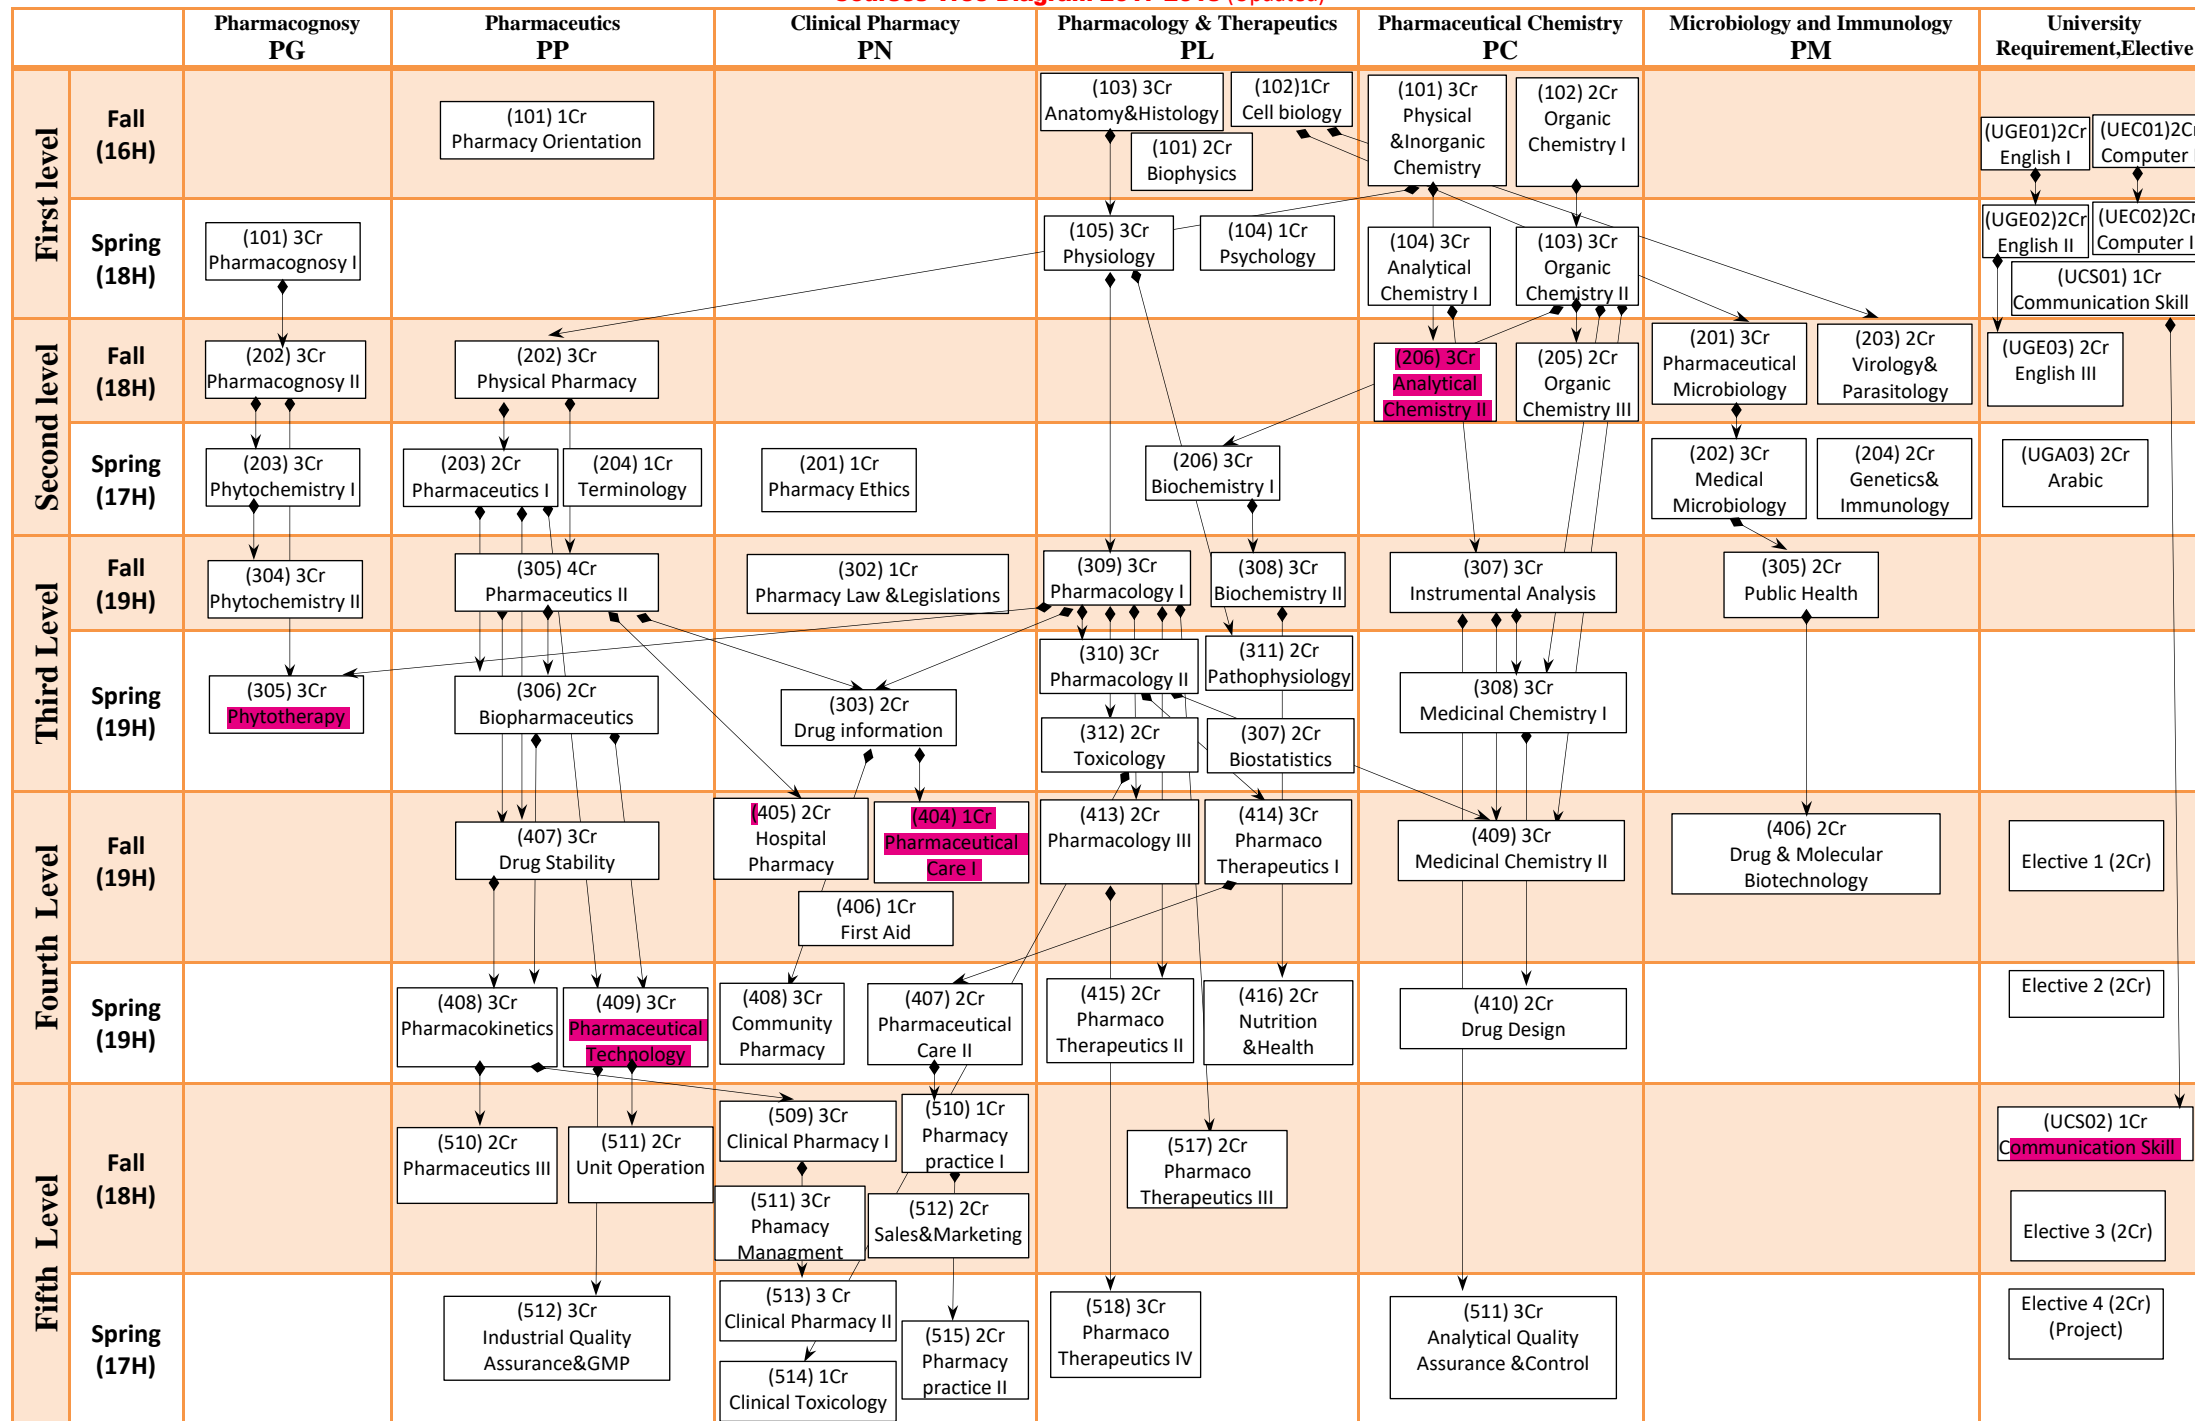 Courses Tree Diagram 2017-2018 (Updated)
Pharmacognosy
PG
Pharmaceutics
PP
Clinical Pharmacy
PN
Pharmacology & Therapeutics
PL
Pharmaceutical Chemistry
PC
Microbiology and Immunology
PM
University
Requirement,Elective
First level
Fall
(16H)
(101) 1Cr
Pharmacy Orientation
(103) 3Cr
Anatomy&Histology
(102)1Cr
Cell biology
(101) 2Cr
Biophysics
(101) 3Cr
Physical
&Inorganic
Chemistry
(102) 2Cr
Organic
Chemistry I
(UGE01)2Cr
English I
(UEC01)2Cr
Computer
Spring
(18H)
(101) 3Cr
Pharmacognosy I
(105) 3Cr
Physiology
(104) 1Cr
Psychology
(104) 3Cr
Analytical
Chemistry I
(103) 3Cr
Organic
Chemistry II
(UGE02)2Cr
English II
(UEC02)2Cr
Computer I
(UCS01) 1Cr
Communication Skill
Second level
Fall
(18H)
(202) 3Cr
Pharmacognosy II
(202) 3Cr
Physical Pharmacy
(206) 3Cr
Analytical
Chemistry II
(205) 2Cr
Organic
Chemistry III
(201) 3Cr
Pharmaceutical
Microbiology
(203) 2Cr
Virology&
Parasitology
(UGE03) 2Cr
English III
Spring
(17H)
(203) 3Cr
Phytochemistry I
(203) 2Cr
Pharmaceutics I
(204) 1Cr
Terminology
(201) 1Cr
Pharmacy Ethics
(206) 3Cr
Biochemistry I
(202) 3Cr
Medical
Microbiology
(204) 2Cr
Genetics&
Immunology
(UGA03) 2Cr
Arabic
Third Level
Fall
(19H)
(304) 3Cr
Phytochemistry II
(305) 4Cr
Pharmaceutics II
(302) 1Cr
Pharmacy Law &Legislations
(309) 3Cr
Pharmacology I
(308) 3Cr
Biochemistry II
(307) 3Cr
Instrumental Analysis
(305) 2Cr
Public Health
Spring
(19H)
(305) 3Cr
Phytotherapy
(306) 2Cr
Biopharmaceutics
(303) 2Cr
Drug information
(310) 3Cr
Pharmacology II
(311) 2Cr
Pathophysiology
(312) 2Cr
Toxicology
(307) 2Cr
Biostatistics
(308) 3Cr
Medicinal Chemistry I
Fourth Level
Fall
(19H)
(407) 3Cr
Drug Stability
(405) 2Cr
Hospital
Pharmacy
(404) 1Cr
Pharmaceutical
Care I
(406) 1Cr
First Aid
(413) 2Cr
Pharmacology III
(414) 3Cr
Pharmaco
Therapeutics I
(409) 3Cr
Medicinal Chemistry II
(406) 2Cr
Drug & Molecular
Biotechnology
Elective 1 (2Cr)
Spring
(19H)
(408) 3Cr
Pharmacokinetics
(409) 3Cr
Pharmaceutical
Technology
(408) 3Cr
Community
Pharmacy
(407) 2Cr
Pharmaceutical
Care II
(415) 2Cr
Pharmaco
Therapeutics II
(416) 2Cr
Nutrition
&Health
(410) 2Cr
Drug Design
Elective 2 (2Cr)
Fifth Level
Fall
(18H)
(510) 2Cr
Pharmaceutics III
(511) 2Cr
Unit Operation
(509) 3Cr
Clinical Pharmacy I
(510) 1Cr
Pharmacy
practice I
(511) 3Cr
Phamacy
Managment
(512) 2Cr
Sales&Marketing
(517) 2Cr
Pharmaco
Therapeutics III
(UCS02) 1Cr
Communication Skill
Elective 3 (2Cr)
Spring
(17H)
(512) 3Cr
Industrial Quality
Assurance&GMP
(513) 3 Cr
Clinical Pharmacy II
(514) 1Cr
Clinical Toxicology
(515) 2Cr
Pharmacy
practice II
(518) 3Cr
Pharmaco
Therapeutics IV
(511) 3Cr
Analytical Quality
Assurance &Control
Elective 4 (2Cr)
(Project)